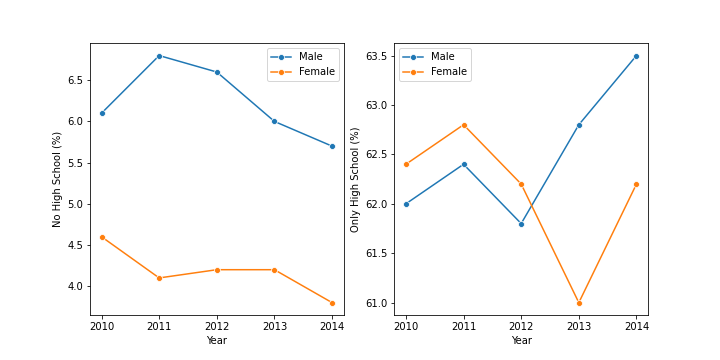 Male
Female
6.5
6.0
5.5
5.0
4.5
4.0
No High School (%)
2010 2011 2012 2013 2014
Year
Male
Female
63.5
63.0
62.5
62.0
61.5
61.0
Only High School (%)
2010 2011 2012 2013 2014
Year